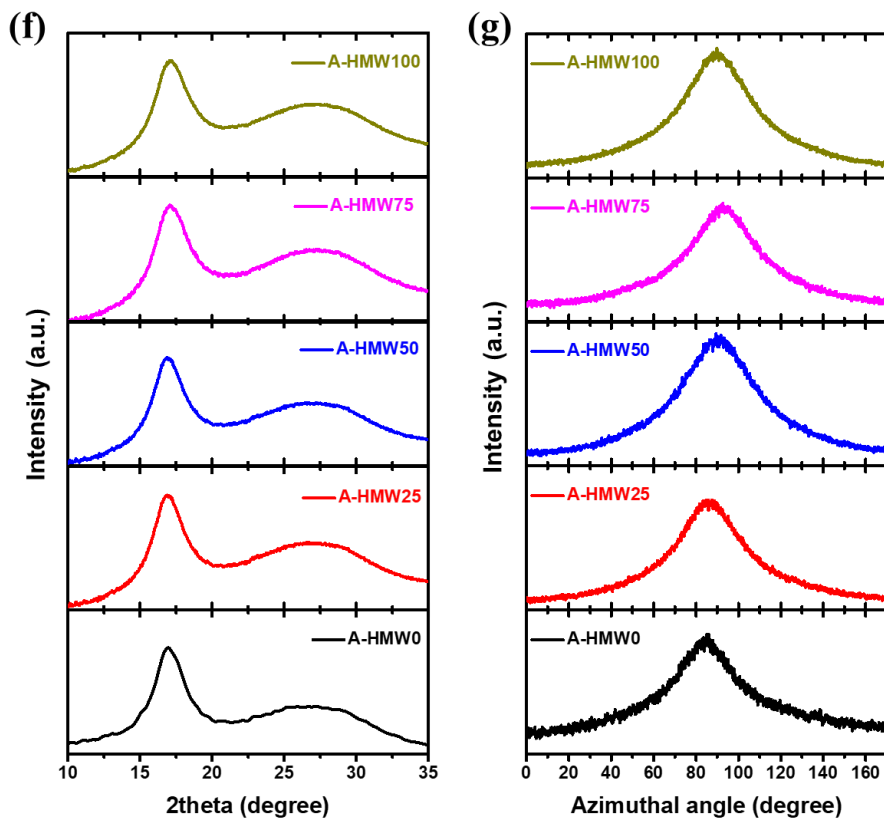 (f)
A-HMW100
A-HMW75
A-HMW50
A-HMW25
A-HMW0
Intensity (a.u.)
10 15 20 25 30 35
2theta (degree)
(g)
A-HMW100
A-HMW75
A-HMW50
A-HMW25
A-HMW0
Intensity (a.u.)
0 20 40 60 80 100 120 140 160
Azimuthal angle (degree)